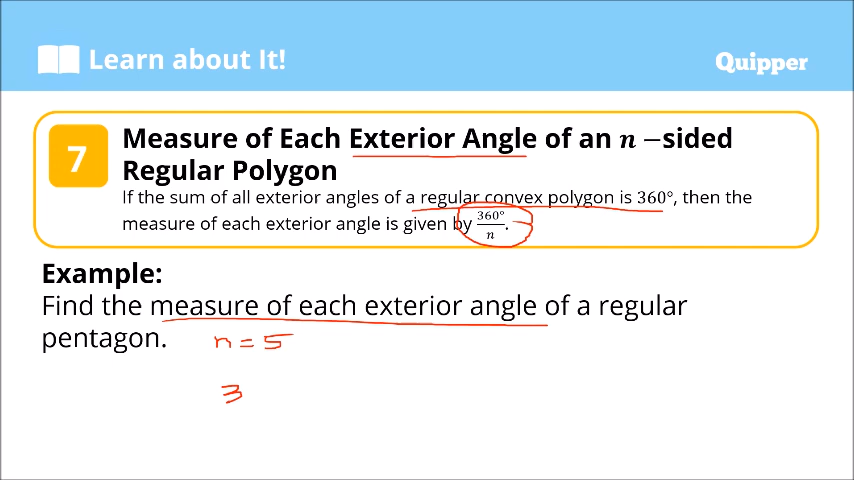 Learn about It!
Quipper
7
Measure of Each Exterior Angle of an n −sided
Regular Polygon
If the sum of all exterior angles of a regular convex polygon is 360°, then the
measure of each exterior angle is given by 360°/n.
Example:
Find the measure of each exterior angle of a regular
pentagon.
n = 5
3